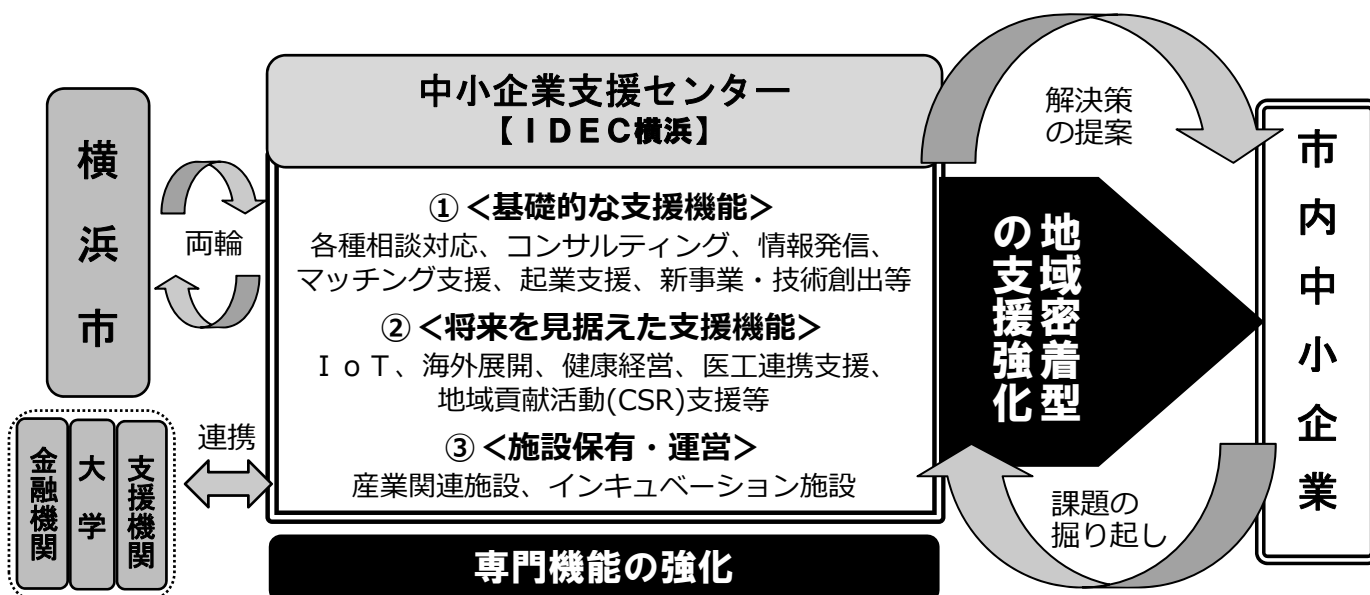 横浜市
両輪
金融機関
大学
支援機関
連携
中小企業支援センター
【ＩＤＥＣ横浜】
①＜基礎的な支援機能＞
各種相談対応、コンサルティング、情報発信、
マッチング支援、起業支援、新事業・技術創出等
②＜将来を見据えた支援機能＞
ＩｏＴ、海外展開、健康経営、医工連携支援、
地域貢献活動(CSR)支援等
③＜施設保有・運営＞
産業関連施設、インキュベーション施設
専門機能の強化
解決策
の提案
地域密着型
の支援強化
課題の
掘り起し
市内中小企業